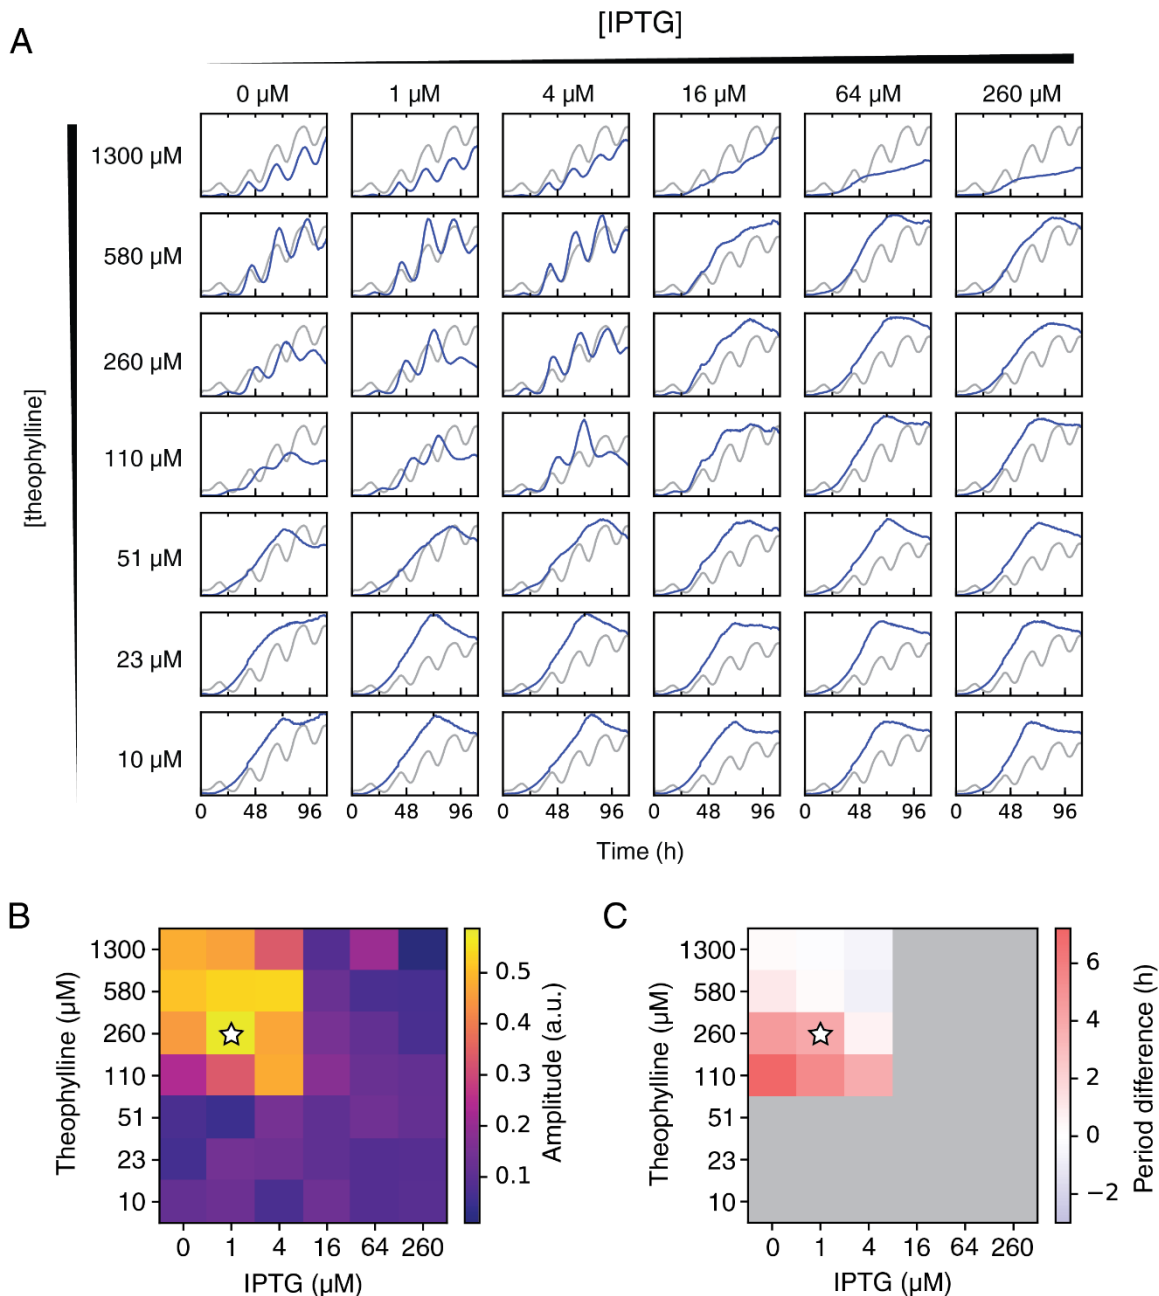 A
[IPTG]
0 µM 1 µM 4 µM 16 µM 64 µM 260 µM
[theophylline]
1300 µM
580 µM
260 µM
110 µM
51 µM
23 µM
10 µM
0 48 96 0 48 96 0 48 96 0 48 96 0 48 96 0 48 96
Time (h)
B
Theophylline (µM)
1300
580
260
110
51
23
10
0 1 4 16 64 260
IPTG (µM)
0.5
0.4
0.3
0.2
0.1
Amplitude (a.u.)
C
Theophylline (µM)
1300
580
260
110
51
23
10
0 1 4 16 64 260
IPTG (µM)
6
4
2
0
−2
Period difference (h)